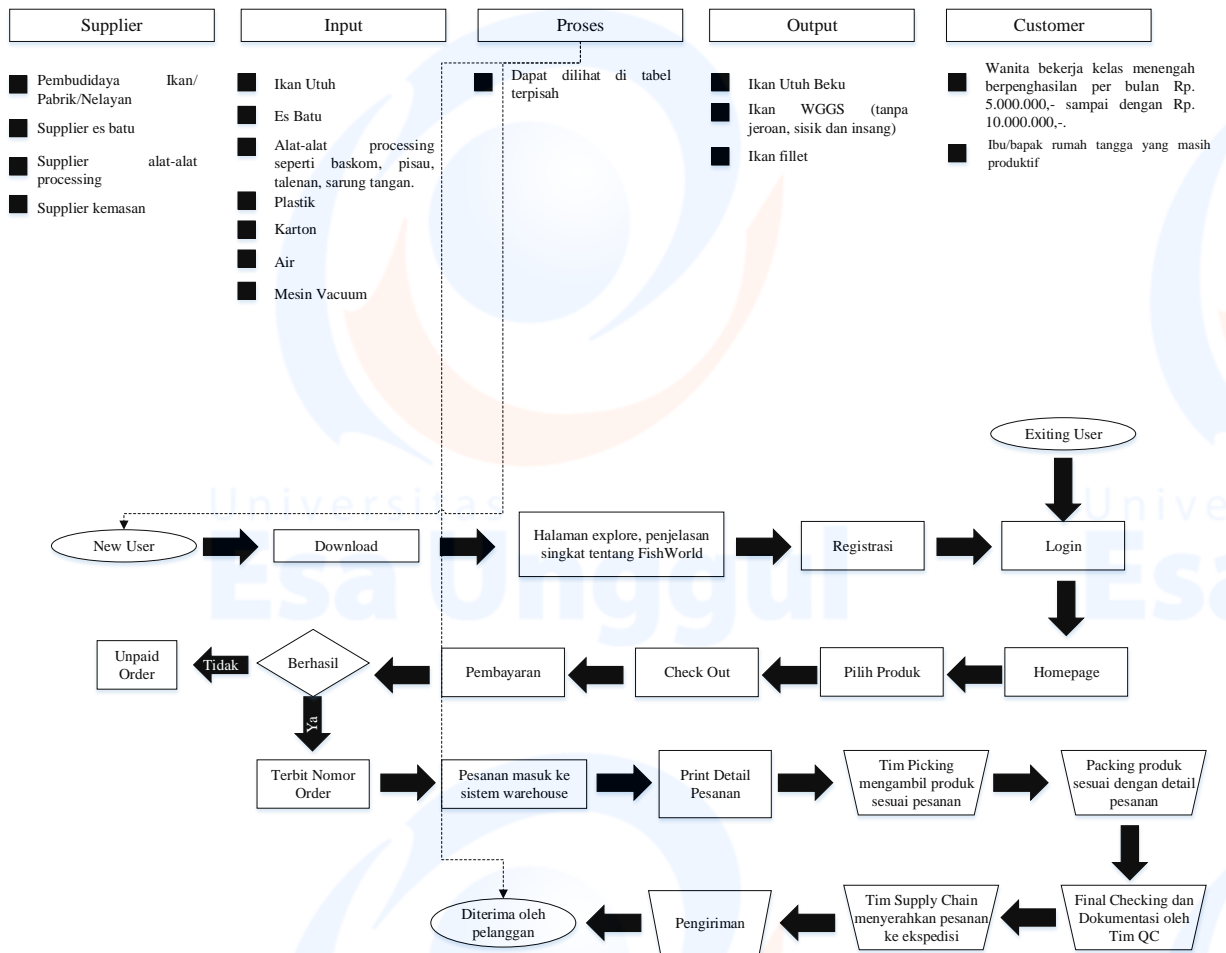 Supplier
Input
Proses
Output
Customer
Pembudidaya Ikan/
Pabrik/Nelayan
Supplier es batu
Supplier alat-alat
processing
Supplier kemasan
Ikan Utuh
Es Batu
Alat-alat processing
seperti baskom, pisau,
talenan, sarung tangan.
Plastik
Karton
Air
Mesin Vacuum
Dapat dilihat di tabel
terpisah
Ikan Utuh Beku
Ikan WGGS (tanpa
jeroan, sisik dan insang)
Ikan fillet
Wanita bekerja kelas menengah
berpenghasilan per bulan Rp.
5.000.000,- sampai dengan Rp.
10.000.000,-.
Ibu/bapak rumah tangga yang masih
produktif
Exiting User
Universitas
Esa Unggul
Unive
Esa
New User
Download
Halaman explore, penjelasan
singkat tentang FishWorld
Registrasi
Login
Unpaid
Order
Tidak
Berhasil
Pembayaran
Check Out
Pilih Produk
Homepage
Ya
Terbit Nomor
Order
Pesanan masuk ke
sistem warehouse
Print Detail
Pesanan
Tim Picking
mengambil produk
sesuai pesanan
Packing produk
sesuai dengan detail
pesanan
Diterima oleh
pelanggan
Pengiriman
Tim Supply Chain
menyerahkan pesanan
ke ekspedisi
Final Checking dan
Dokumentasi oleh
Tim QC